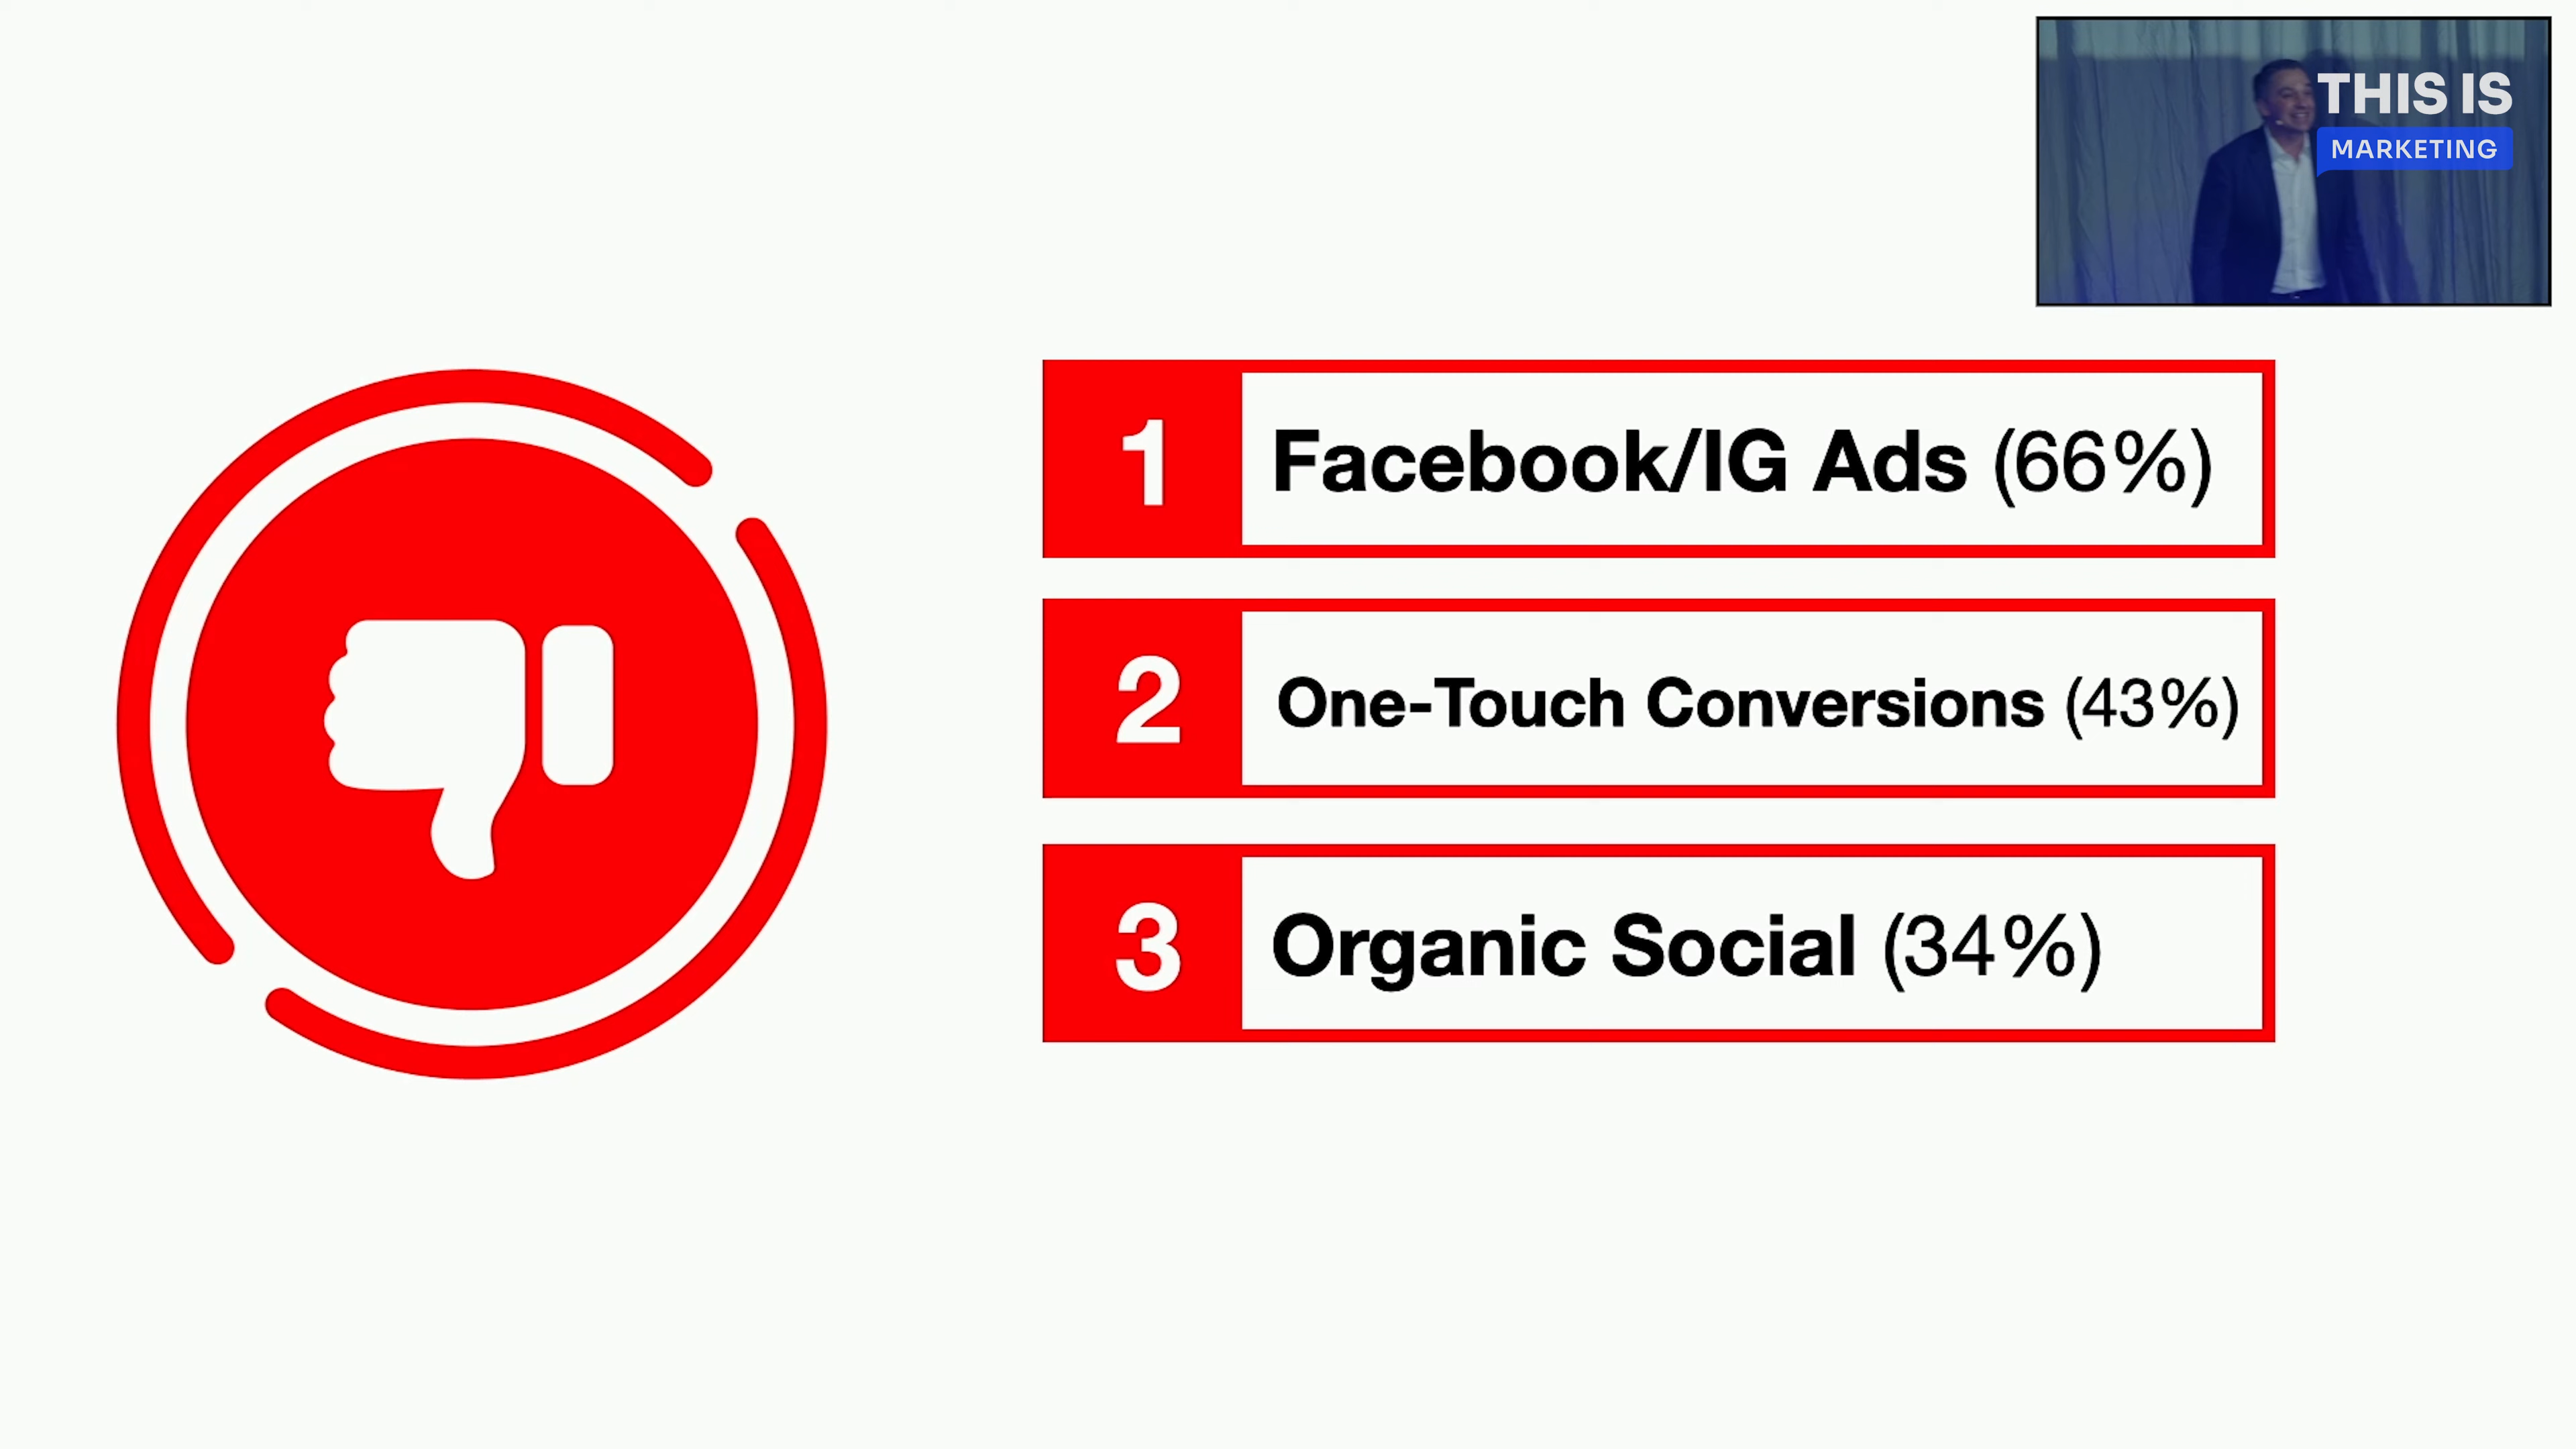 THIS IS
MARKETING
1 Facebook/IG Ads (66%)
2 One-Touch Conversions (43%)
3 Organic Social (34%)